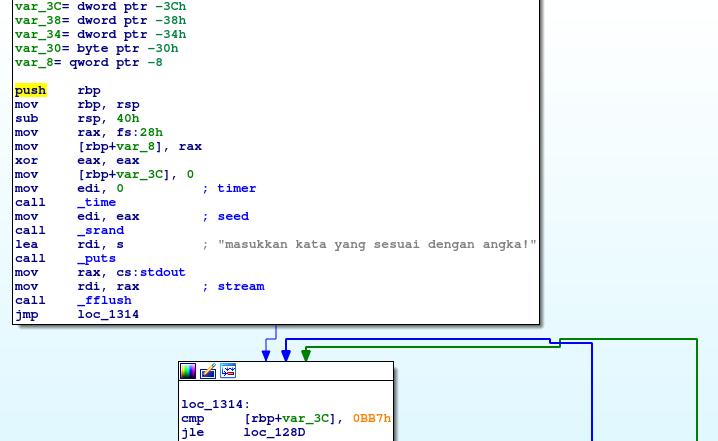 var_3C= dword ptr -3Ch
var_38= dword ptr -38h
var_34= dword ptr -34h
var_30= byte ptr -30h
var_8= qword ptr -8
push rbp
mov rbp, rsp
sub rsp, 40h
mov rax, fs:28h
mov [rbp+var_8], rax
xor eax, eax
mov [rbp+var_3C], 0
mov edi, 0 ; timer
call _time
mov edi, eax ; seed
call _srand
lea rdi, s ; "masukkan kata yang sesuai dengan angka!"
call _puts
mov rax, cs:stdout
mov rdi, rax ; stream
call _fflush
jmp loc_1314
loc_1314:
cmp [rbp+var_3C], 0BB7h
jle loc_128D